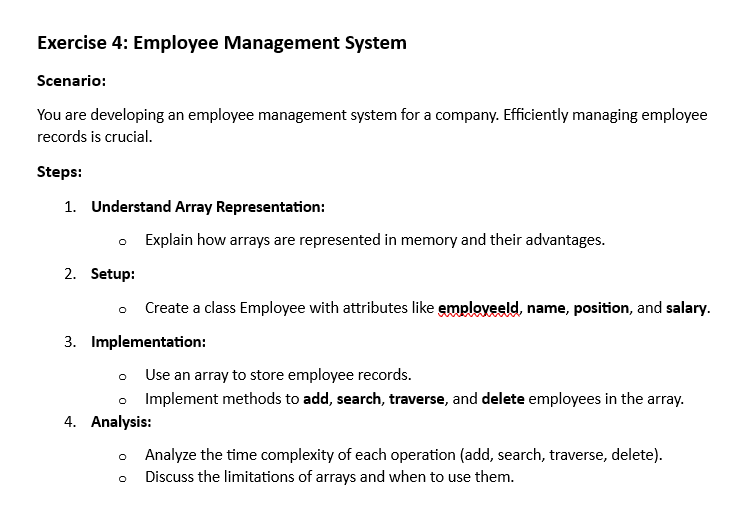 Exercise 4: Employee Management System
Scenario:
You are developing an employee management system for a company. Efficiently managing employee
records is crucial.
Steps:
1. Understand Array Representation:
o Explain how arrays are represented in memory and their advantages.
2. Setup:
o Create a class Employee with attributes like employeeId, name, position, and salary.
3. Implementation:
o Use an array to store employee records.
o Implement methods to add, search, traverse, and delete employees in the array.
4. Analysis:
o Analyze the time complexity of each operation (add, search, traverse, delete).
o Discuss the limitations of arrays and when to use them.